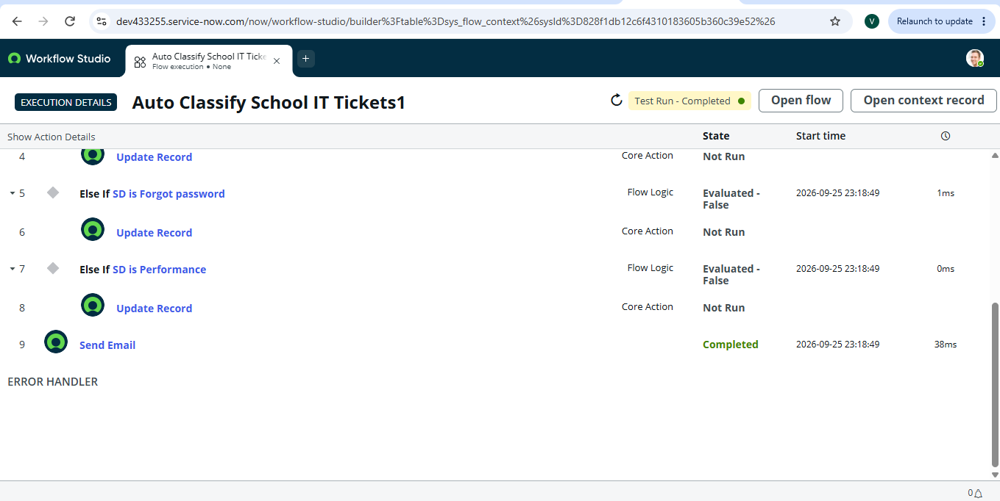 dev433255.service-now.com/now/workflow-studio/builder%3Ftable%3Dsys_flow_context%26sysId%3D828f1db12c6f4310183605b360c39e52%26
V
Relaunch to update
Workflow Studio
Auto Classify School IT Ticke
Flow execution • None
EXECUTION DETAILS
Auto Classify School IT Tickets1
Test Run - Completed
Open flow
Open context record
Show Action Details State Start time
4 Update Record Core Action Not Run
5 Else If SD is Forgot password Flow Logic Evaluated - False 2026-09-25 23:18:49 1ms
6 Update Record Core Action Not Run
7 Else If SD is Performance Flow Logic Evaluated - False 2026-09-25 23:18:49 0ms
8 Update Record Core Action Not Run
9 Send Email Completed 2026-09-25 23:18:49 38ms
ERROR HANDLER
0